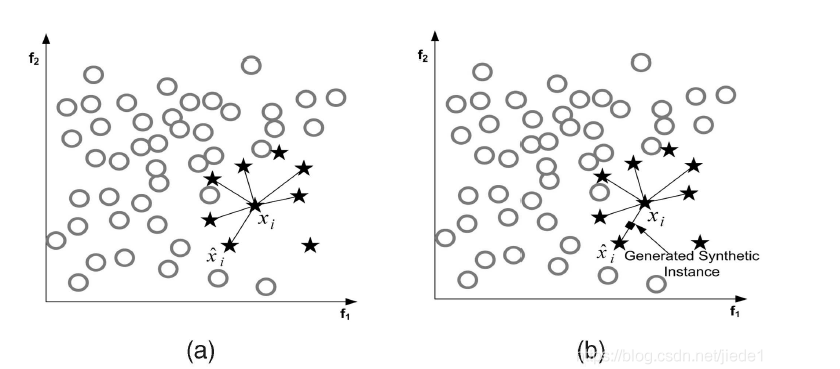 f₂
xᵢ
x̂ᵢ
f₁
(a)
f₂
xᵢ
x̂ᵢ
Generated Synthetic
Instance
f₁
(b)
https://blog.csdn.net/jiede1